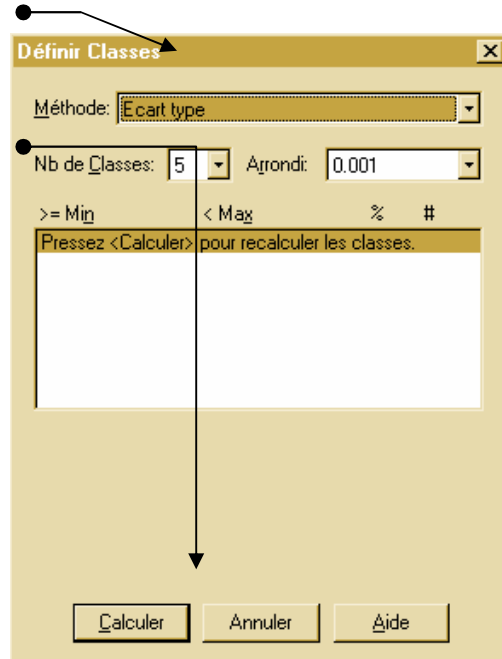 Définir Classes
Méthode: Ecart type
Nb de Classes: 5 Arrondi: 0.001
>= Min < Max % #
Pressez <Calculer> pour recalculer les classes.
Calculer Annuler Aide